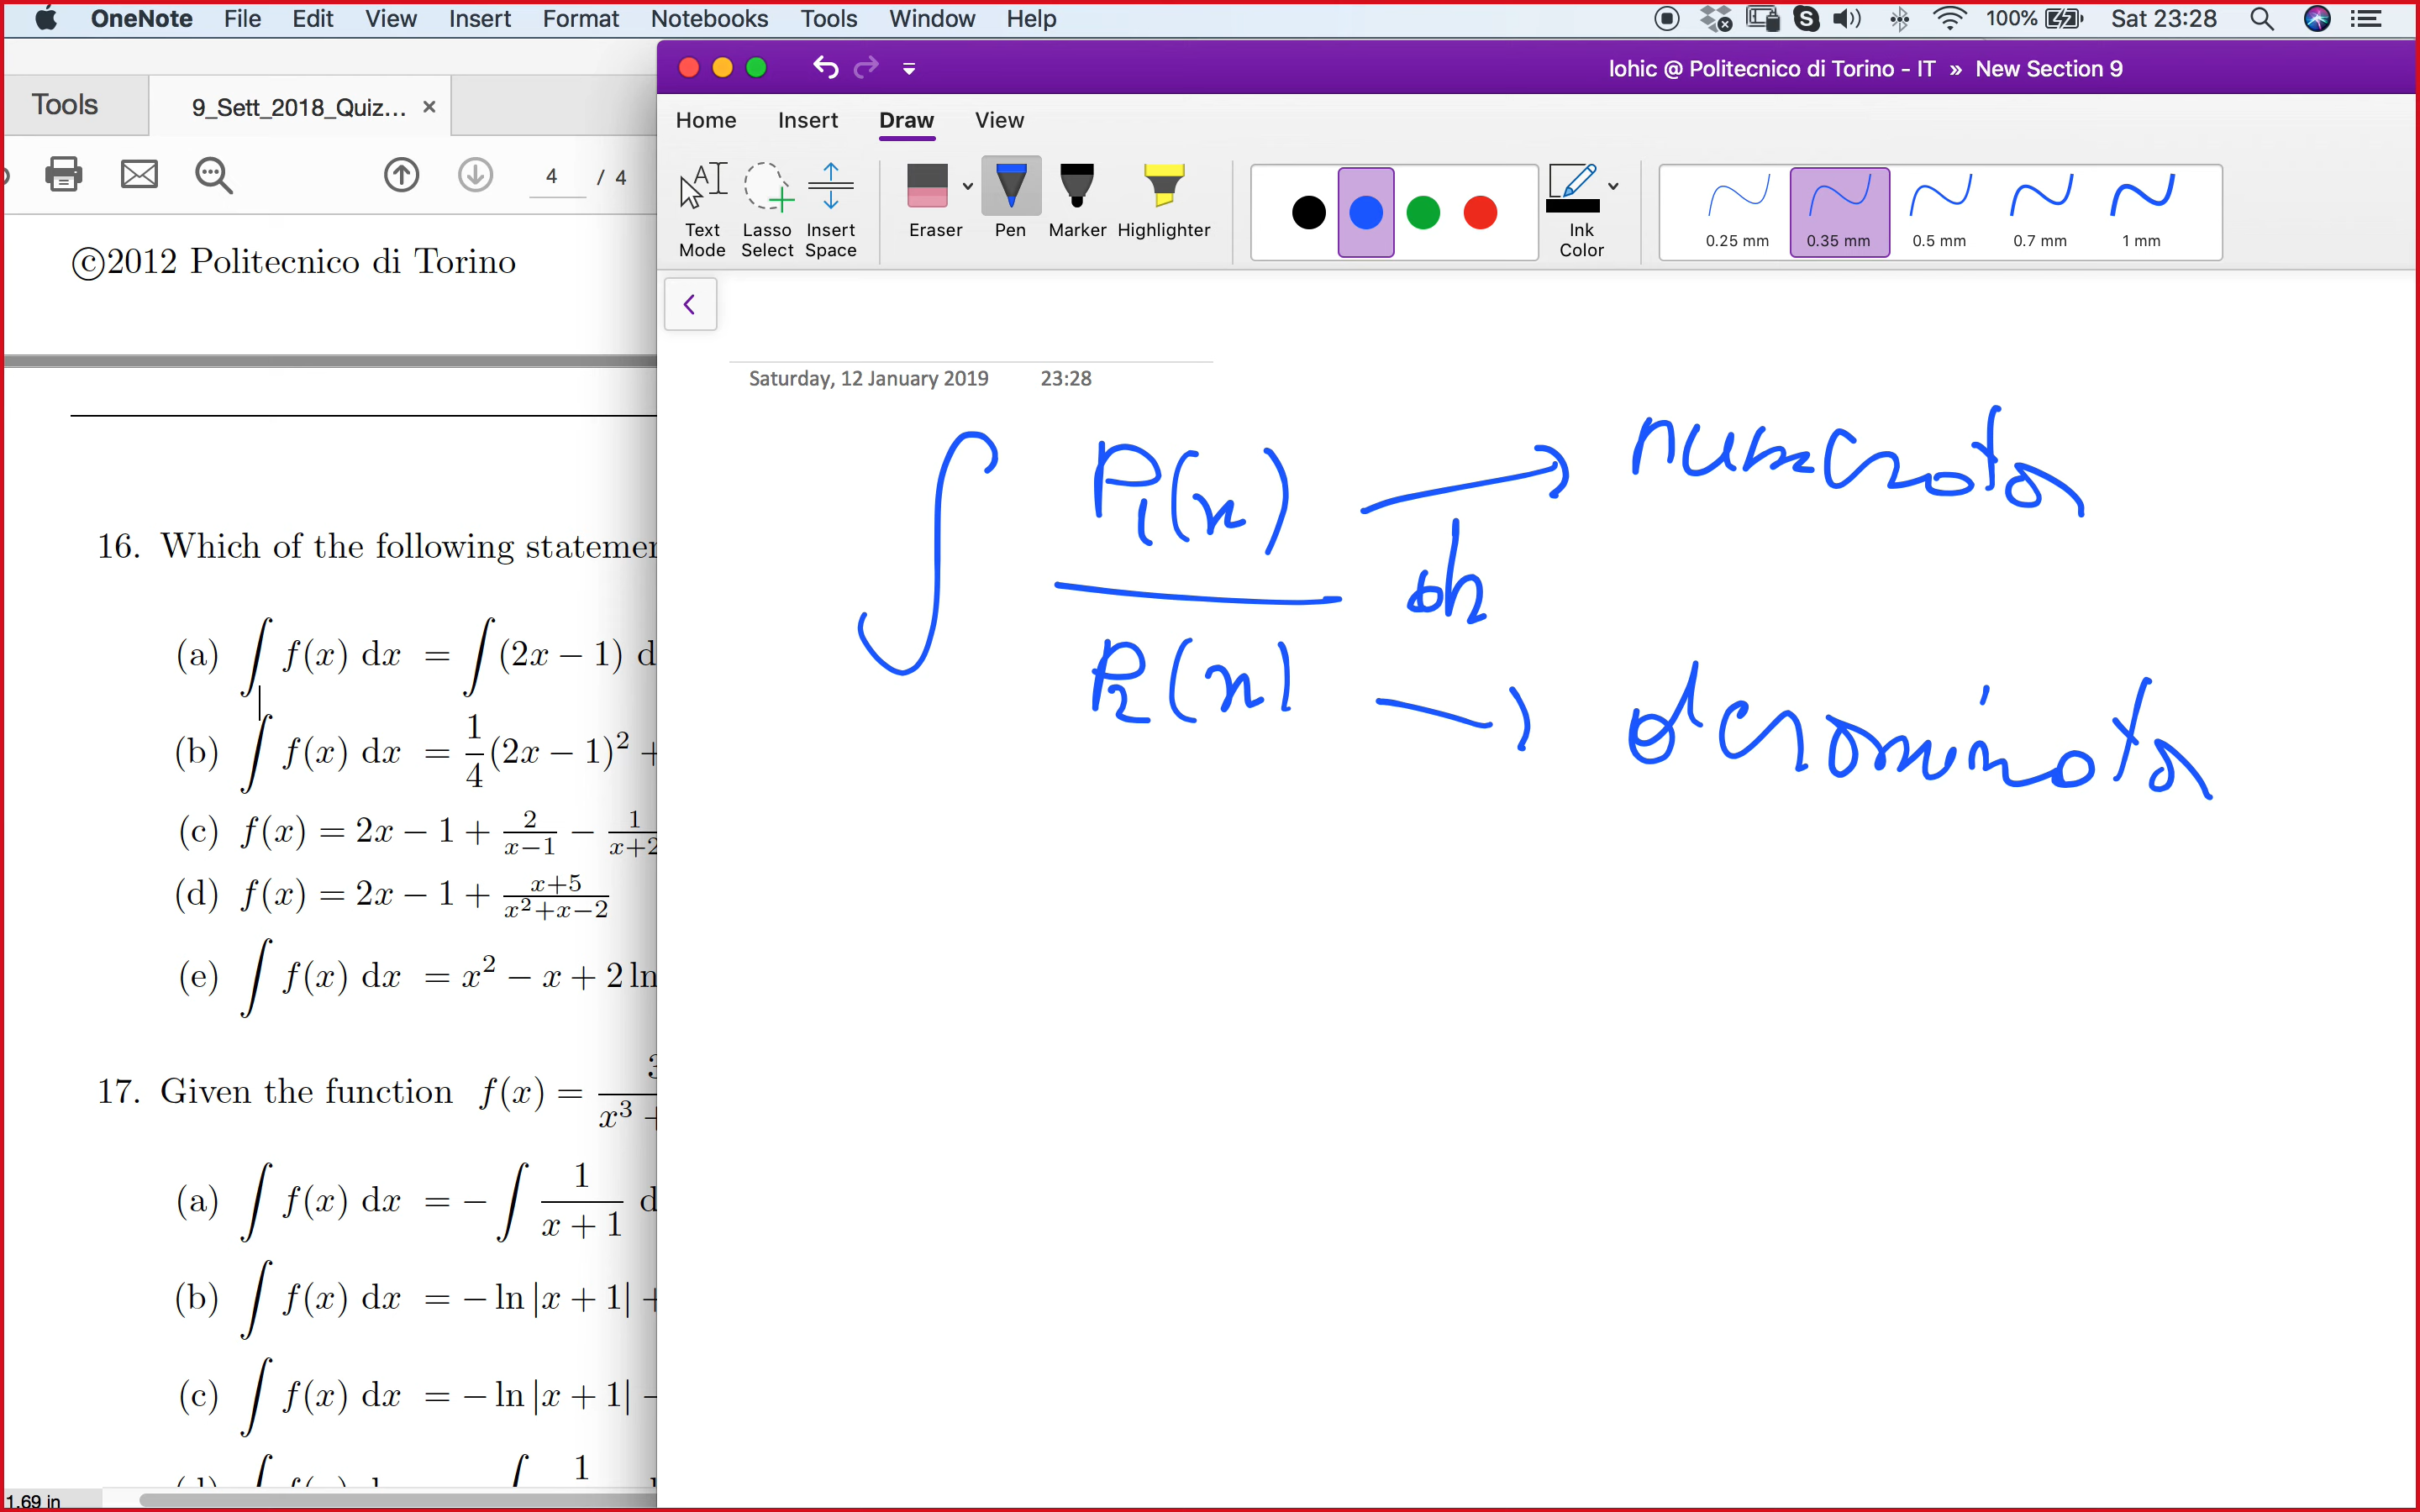 OneNote File Edit View Insert Format Notebooks Tools Window Help 100% Sat 23:28
Iohic @ Politecnico di Torino - IT » New Section 9
Tools 9_Sett_2018_Quiz... ×
Home Insert Draw View
4 / 4
Text Mode Lasso Select Insert Space Eraser Pen Marker Highlighter Ink Color 0.25 mm 0.35 mm 0.5 mm 0.7 mm 1 mm
©2012 Politecnico di Torino
Saturday, 12 January 2019 23:28
∫ P₁(x) / P₂(x) dx
→ numerator
→ denominator
16. Which of the following statemen
(a) ∫ f(x) dx = ∫ (2x − 1) d
(b) ∫ f(x) dx = 1/4 (2x − 1)² +
(c) f(x) = 2x − 1 + 2/(x−1) − 1/(x+2
(d) f(x) = 2x − 1 + (x+5)/(x²+x−2)
(e) ∫ f(x) dx = x² − x + 2 ln
17. Given the function f(x) = 3 / x³ +
(a) ∫ f(x) dx = − ∫ 1/(x + 1) d
(b) ∫ f(x) dx = − ln |x + 1| +
(c) ∫ f(x) dx = − ln |x + 1| −
1.69 in